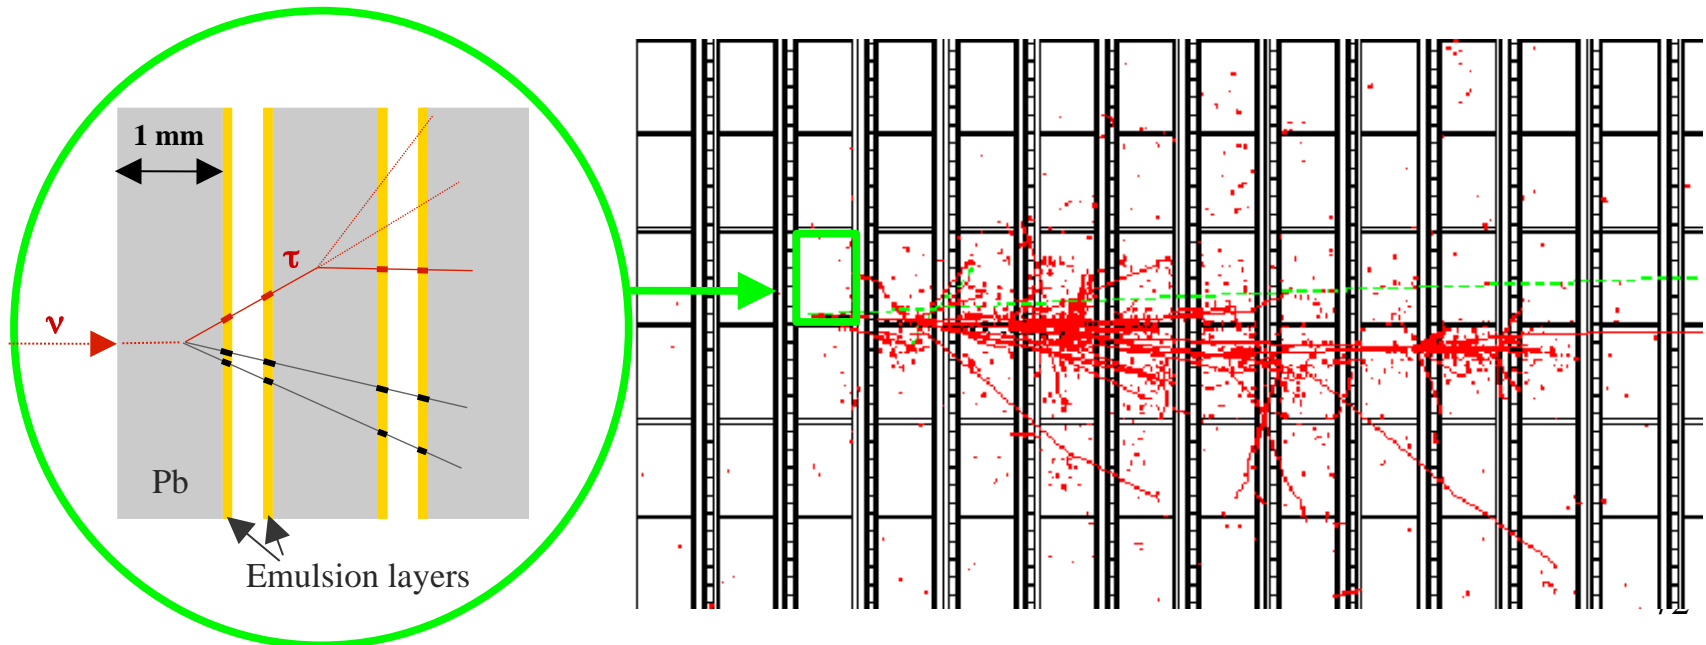 1 mm
τ
ν
Pb
Emulsion layers